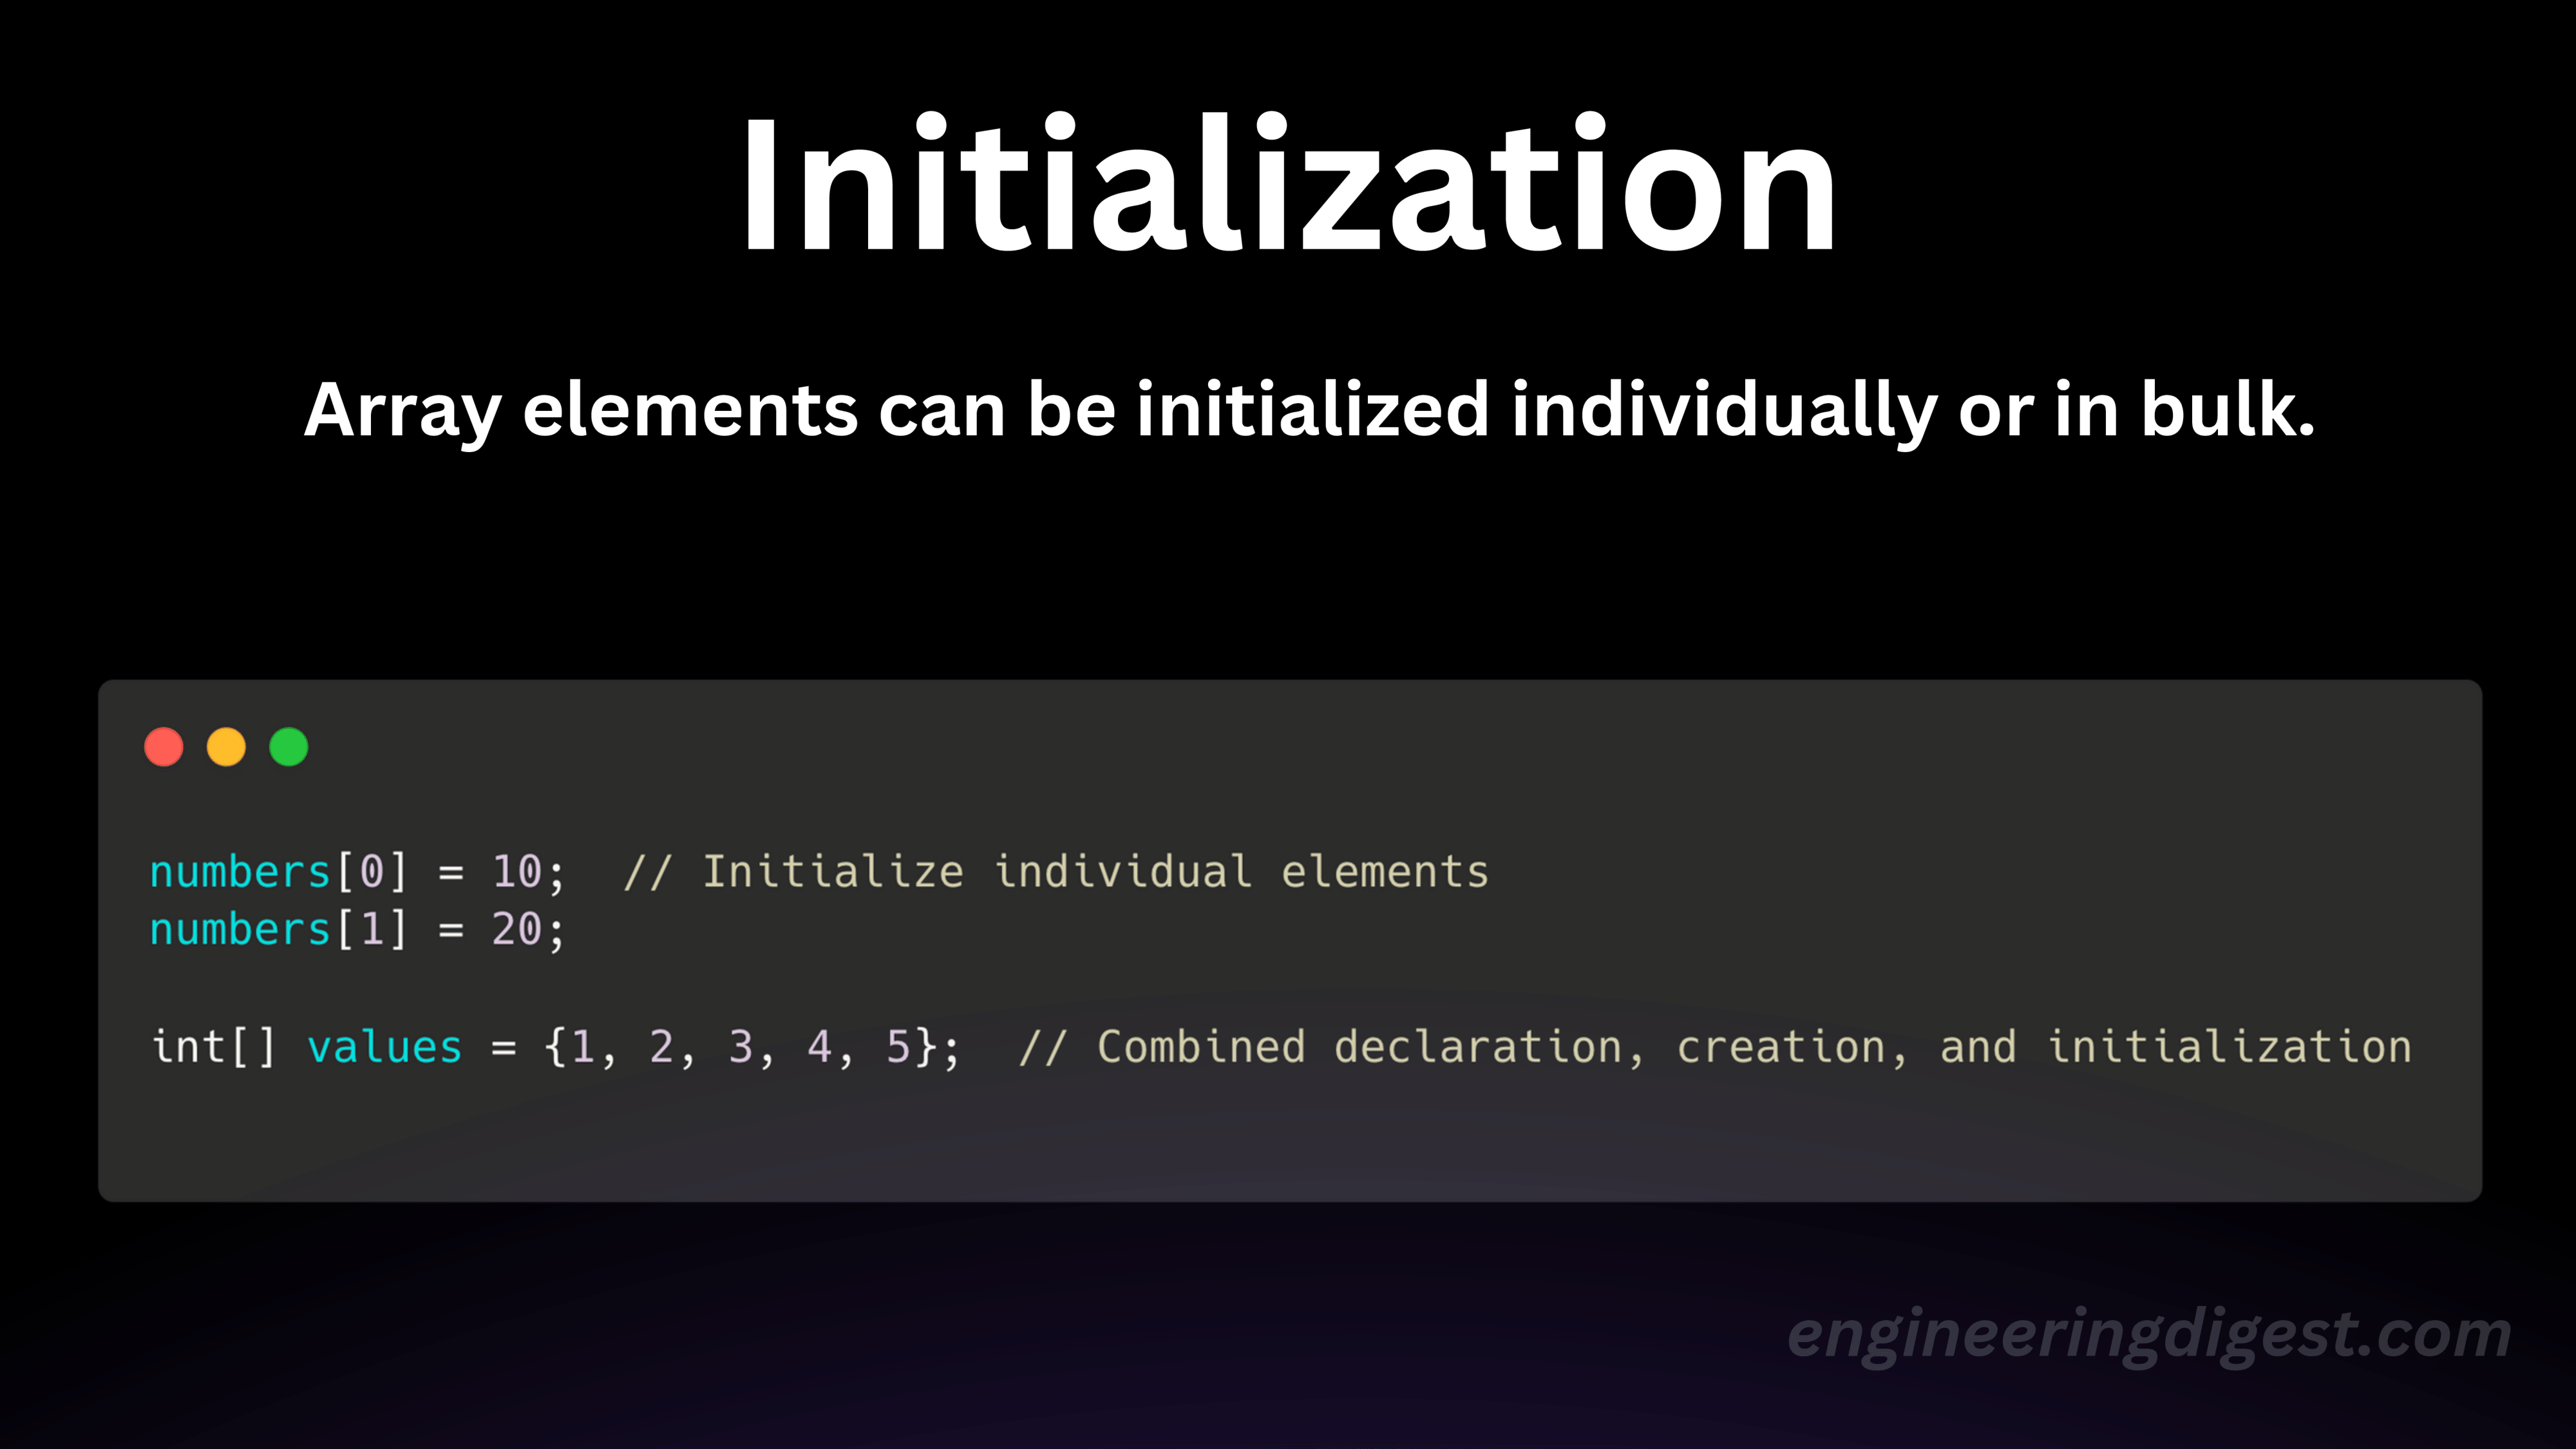 Initialization
Array elements can be initialized individually or in bulk.
numbers[0] = 10;  // Initialize individual elements
numbers[1] = 20;
int[] values = {1, 2, 3, 4, 5};  // Combined declaration, creation, and initialization
engineeringdigest.com